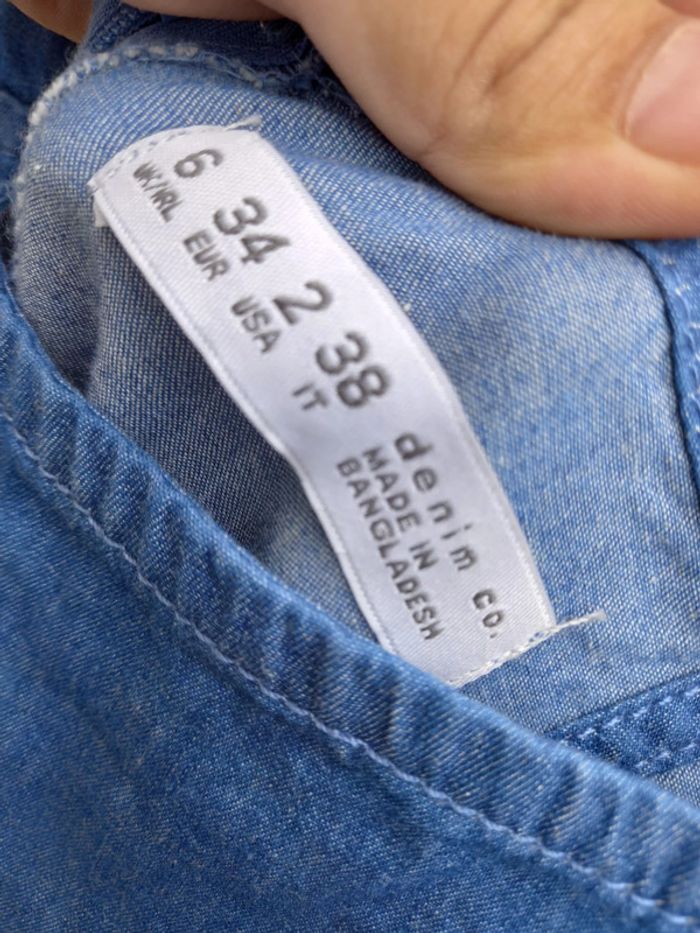 6 34 2 38
UK/IRL EUR USA IT
denim co.
MADE IN
BANGLADESH